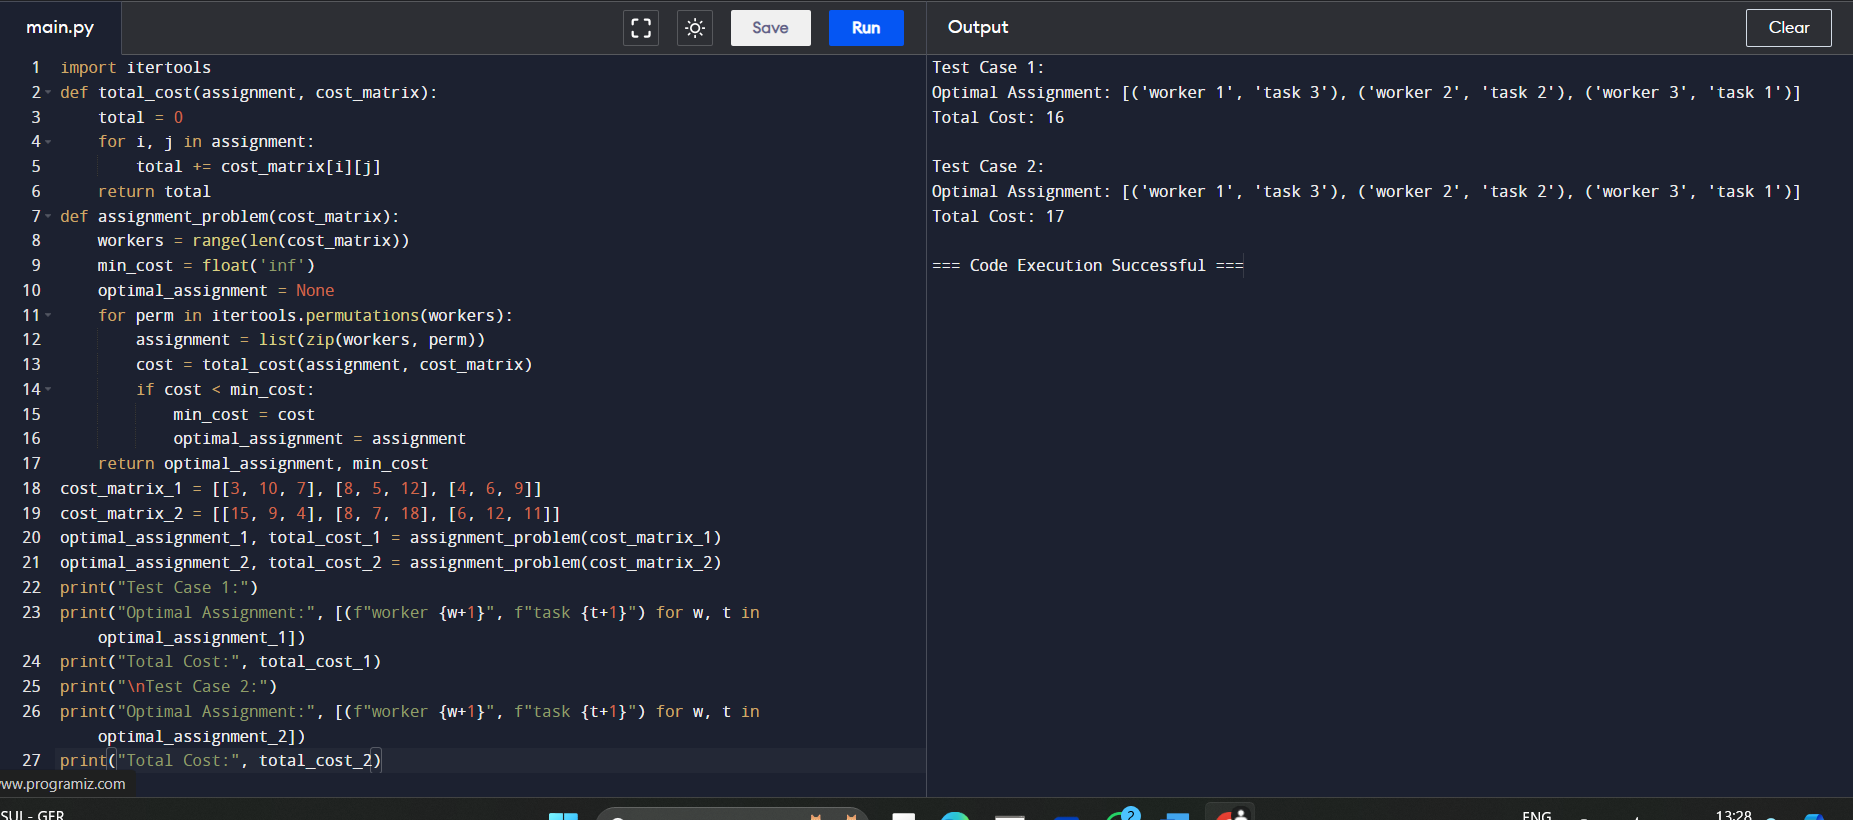 main.py
Save
Run
Output
Clear
1 import itertools
2 def total_cost(assignment, cost_matrix):
3 total = 0
4 for i, j in assignment:
5 total += cost_matrix[i][j]
6 return total
7 def assignment_problem(cost_matrix):
8 workers = range(len(cost_matrix))
9 min_cost = float('inf')
10 optimal_assignment = None
11 for perm in itertools.permutations(workers):
12 assignment = list(zip(workers, perm))
13 cost = total_cost(assignment, cost_matrix)
14 if cost < min_cost:
15 min_cost = cost
16 optimal_assignment = assignment
17 return optimal_assignment, min_cost
18 cost_matrix_1 = [[3, 10, 7], [8, 5, 12], [4, 6, 9]]
19 cost_matrix_2 = [[15, 9, 4], [8, 7, 18], [6, 12, 11]]
20 optimal_assignment_1, total_cost_1 = assignment_problem(cost_matrix_1)
21 optimal_assignment_2, total_cost_2 = assignment_problem(cost_matrix_2)
22 print("Test Case 1:")
23 print("Optimal Assignment:", [(f"worker {w+1}", f"task {t+1}") for w, t in
optimal_assignment_1])
24 print("Total Cost:", total_cost_1)
25 print("\nTest Case 2:")
26 print("Optimal Assignment:", [(f"worker {w+1}", f"task {t+1}") for w, t in
optimal_assignment_2])
27 print("Total Cost:", total_cost_2)
Test Case 1:
Optimal Assignment: [('worker 1', 'task 3'), ('worker 2', 'task 2'), ('worker 3', 'task 1')]
Total Cost: 16
Test Case 2:
Optimal Assignment: [('worker 1', 'task 3'), ('worker 2', 'task 2'), ('worker 3', 'task 1')]
Total Cost: 17
=== Code Execution Successful ===
ww.programiz.com
SUI - GER
2
ENG
13:28